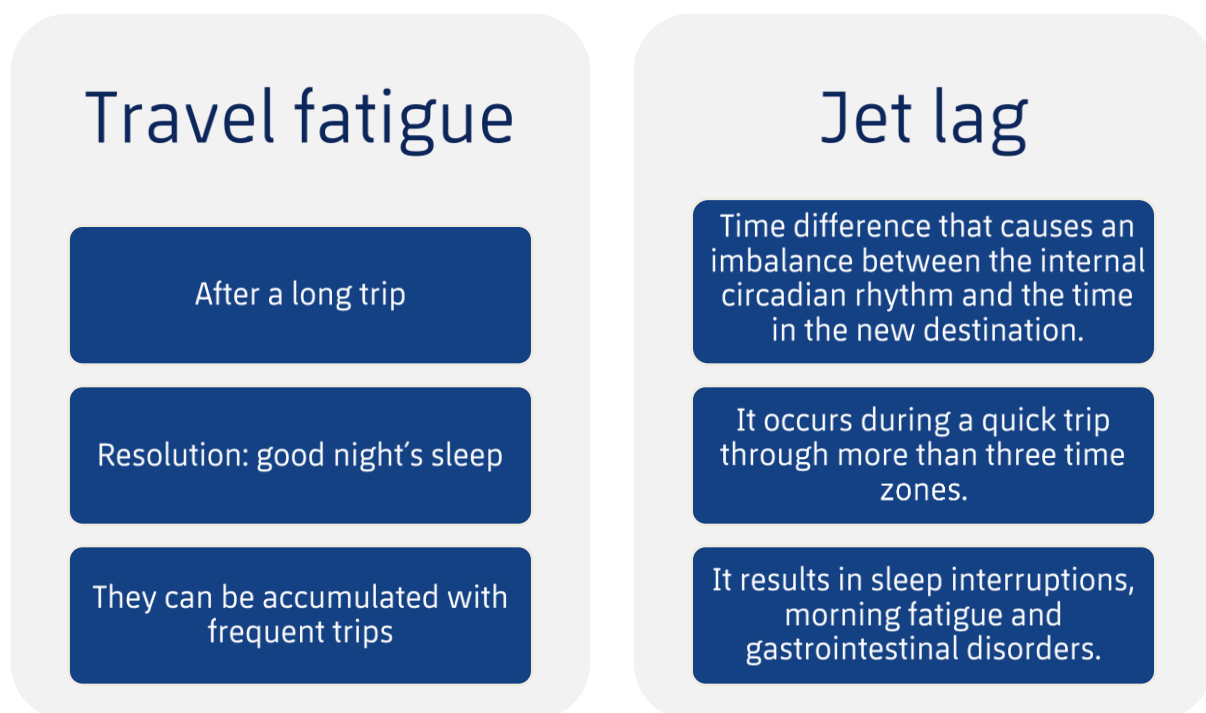 Travel fatigue
After a long trip
Resolution: good night´s sleep
They can be accumulated with
frequent trips
Jet lag
Time difference that causes an
imbalance between the internal
circadian rhythm and the time
in the new destination.
It occurs during a quick trip
through more than three time
zones.
It results in sleep interruptions,
morning fatigue and
gastrointestinal disorders.